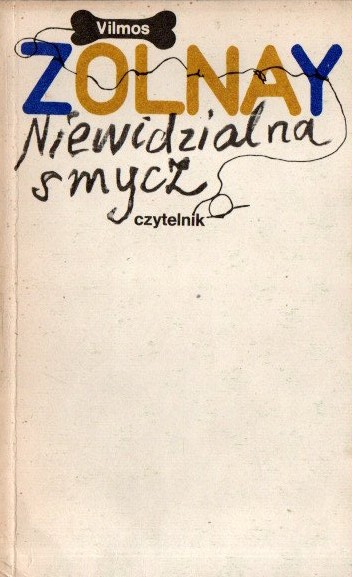 Vilmos
ZOLNAY
Niewidzialna
smycz
czytelnik